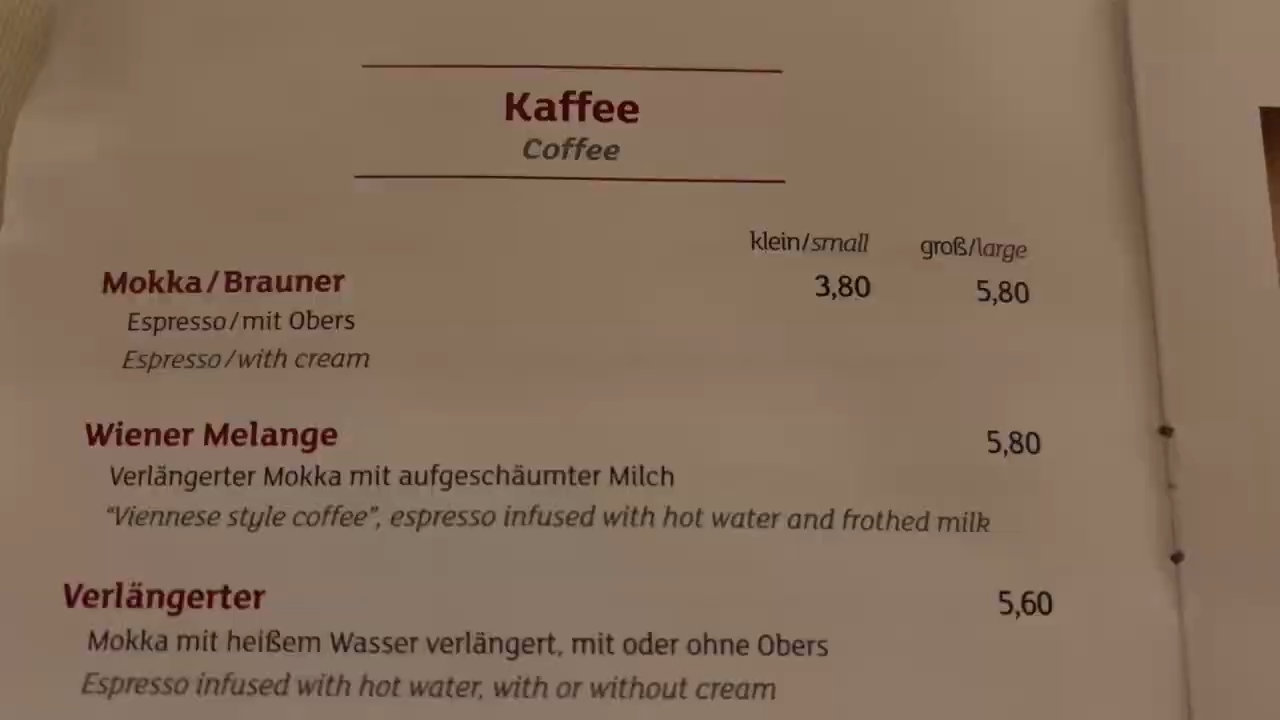 Kaffee
Coffee
klein/small groß/large
Mokka/Brauner 3,80 5,80
Espresso/mit Obers
Espresso/with cream
Wiener Melange 5,80
Verlängerter Mokka mit aufgeschäumter Milch
"Viennese style coffee", espresso infused with hot water and frothed milk
Verlängerter 5,60
Mokka mit heißem Wasser verlängert, mit oder ohne Obers
Espresso infused with hot water, with or without cream